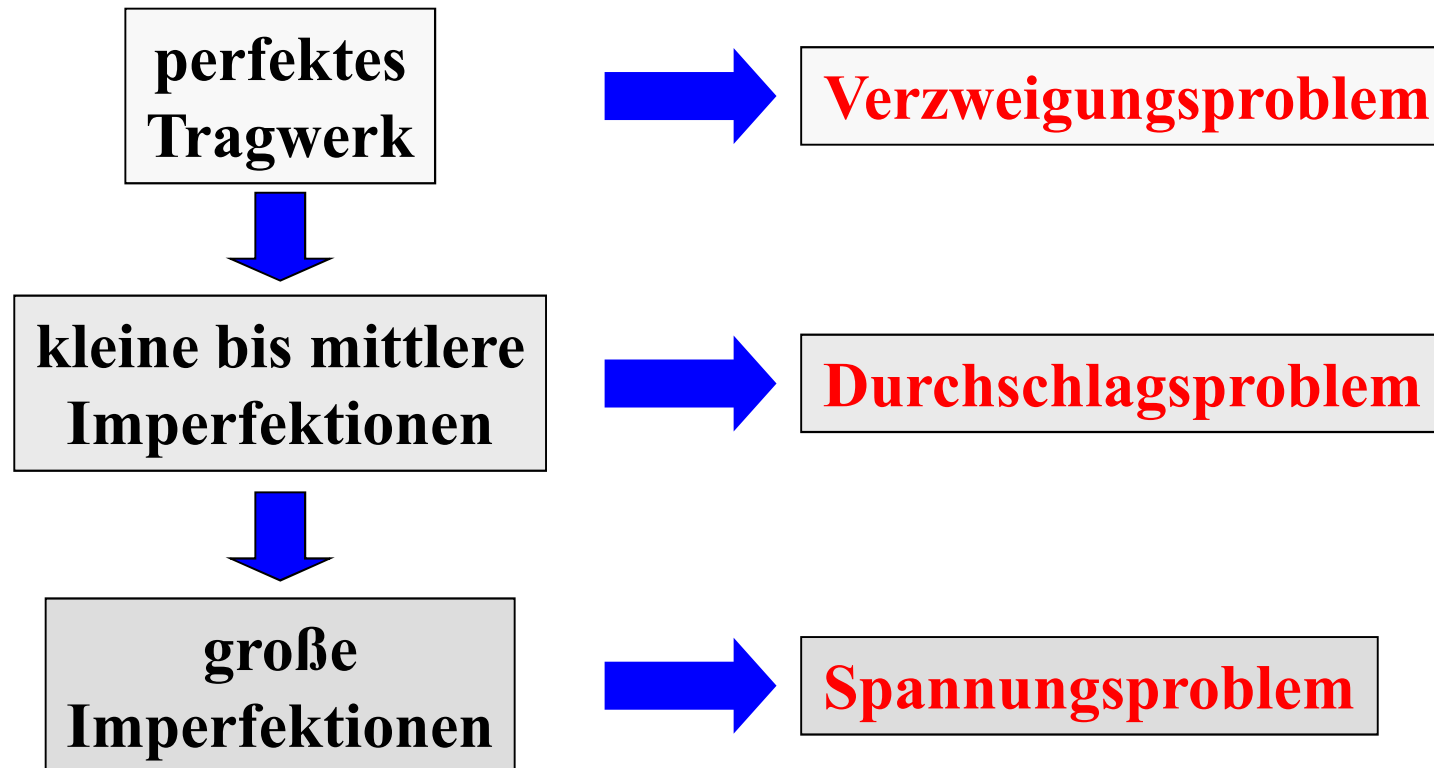 perfektes
Tragwerk
Verzweigungsproblem
kleine bis mittlere
Imperfektionen
Durchschlagsproblem
große
Imperfektionen
Spannungsproblem